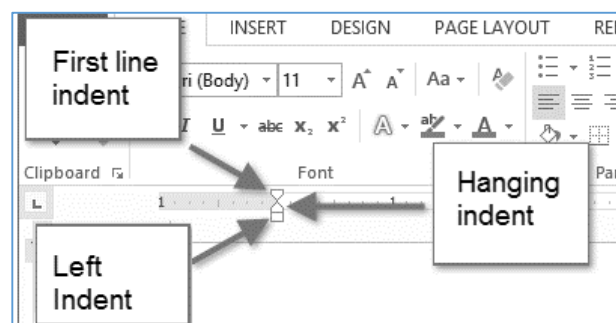 INSERT DESIGN PAGE LAYOUT
First line
indent
(Body) 11 A A Aa
U abc X₂ X² A ab A
Clipboard Font
Hanging
indent
L 1 1
Left
Indent